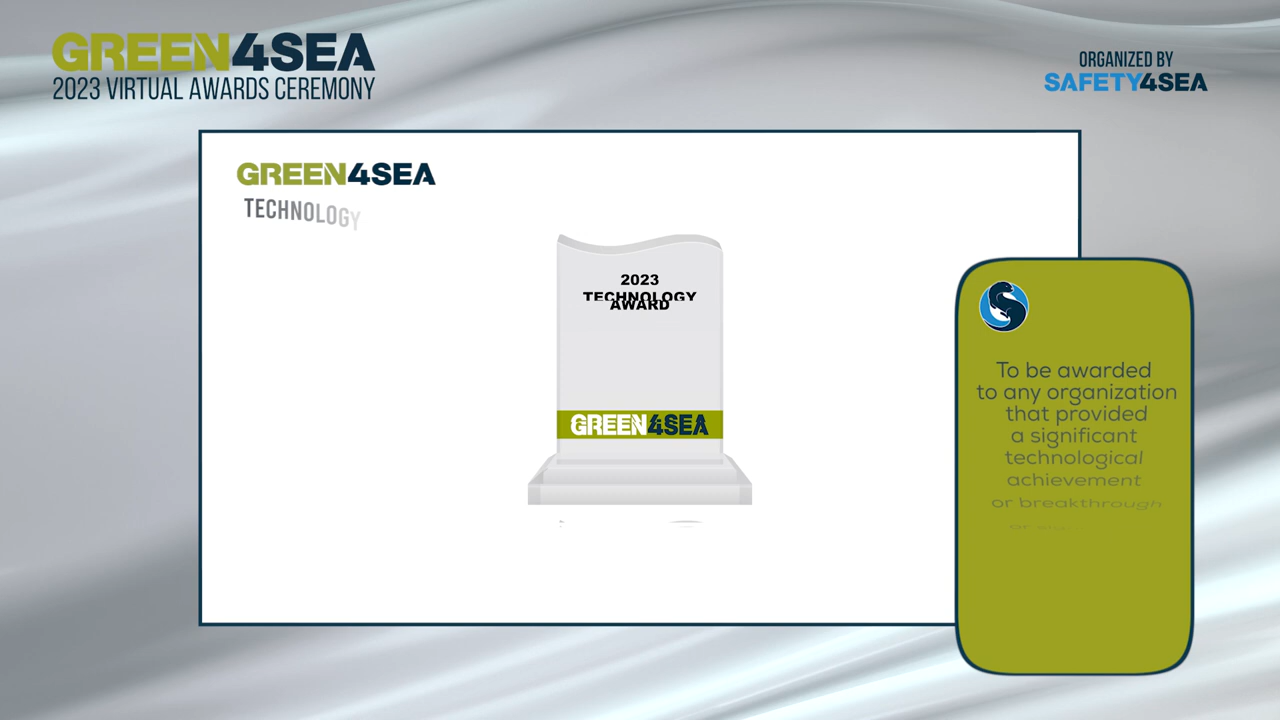 GREEN4SEA
2023 VIRTUAL AWARDS CEREMONY
ORGANIZED BY
SAFETY4SEA
GREEN4SEA
TECHNOLOGY
2023
TECHNOLOGY
AWARD
GREEN4SEA
To be awarded
to any organization
that provided
a significant
technological
achievement
or breakthrough
or